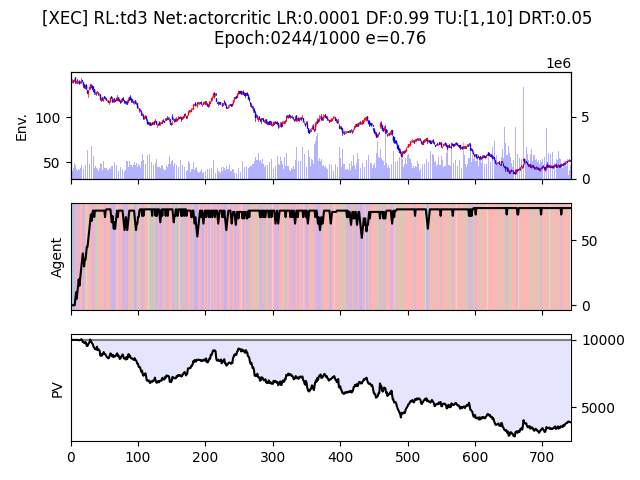 [XEC] RL:td3 Net:actorcritic LR:0.0001 DF:0.99 TU:[1,10] DRT:0.05
Epoch:0244/1000 e=0.76
1e6
Env.
100
50
5
0
Agent
50
0
PV
10000
5000
0 100 200 300 400 500 600 700